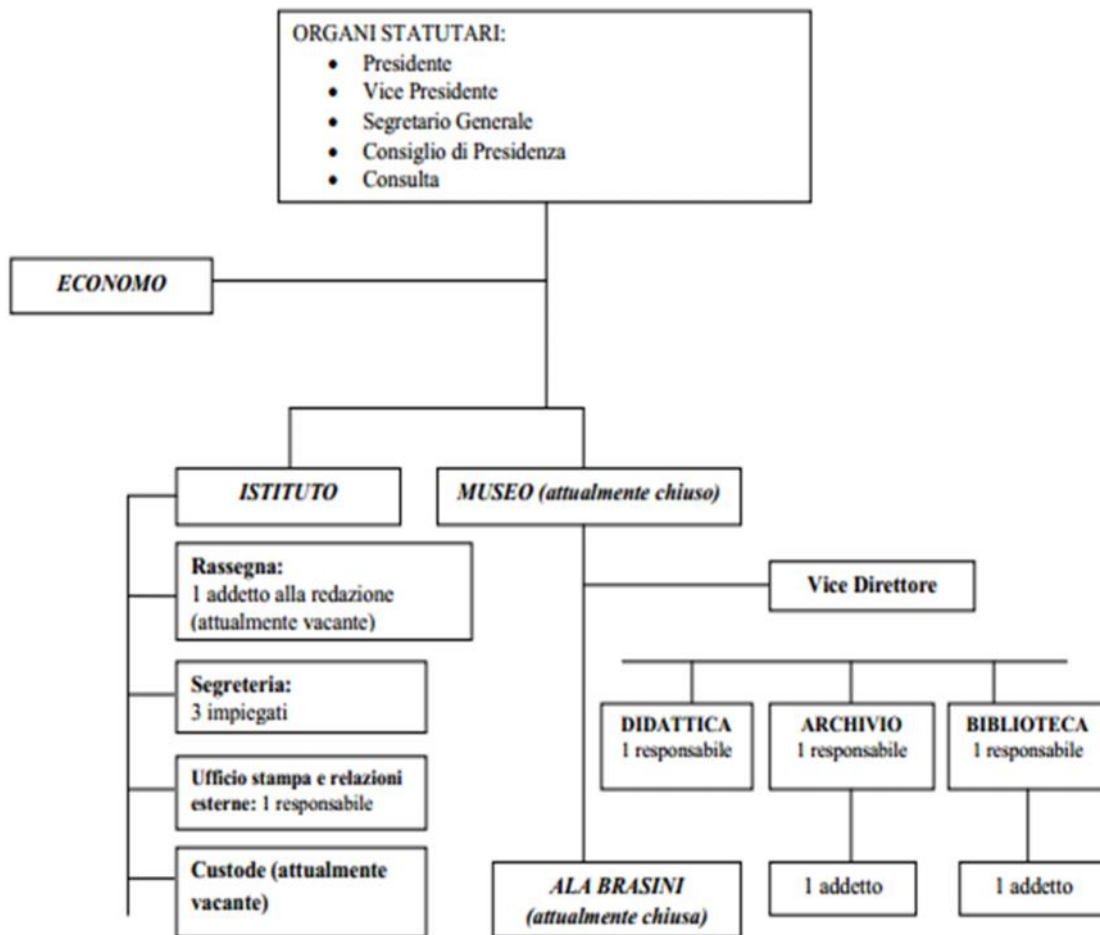 ORGANI STATUTARI:
• Presidente
• Vice Presidente
• Segretario Generale
• Consiglio di Presidenza
• Consulta
ECONOMO
ISTITUTO
MUSEO (attualmente chiuso)
Rassegna:
1 addetto alla redazione
(attualmente vacante)
Vice Direttore
Segreteria:
3 impiegati
DIDATTICA
1 responsabile
ARCHIVIO
1 responsabile
BIBLIOTECA
1 responsabile
Ufficio stampa e relazioni
esterne: 1 responsabile
Custode (attualmente
vacante)
ALA BRASINI
(attualmente chiusa)
1 addetto
1 addetto